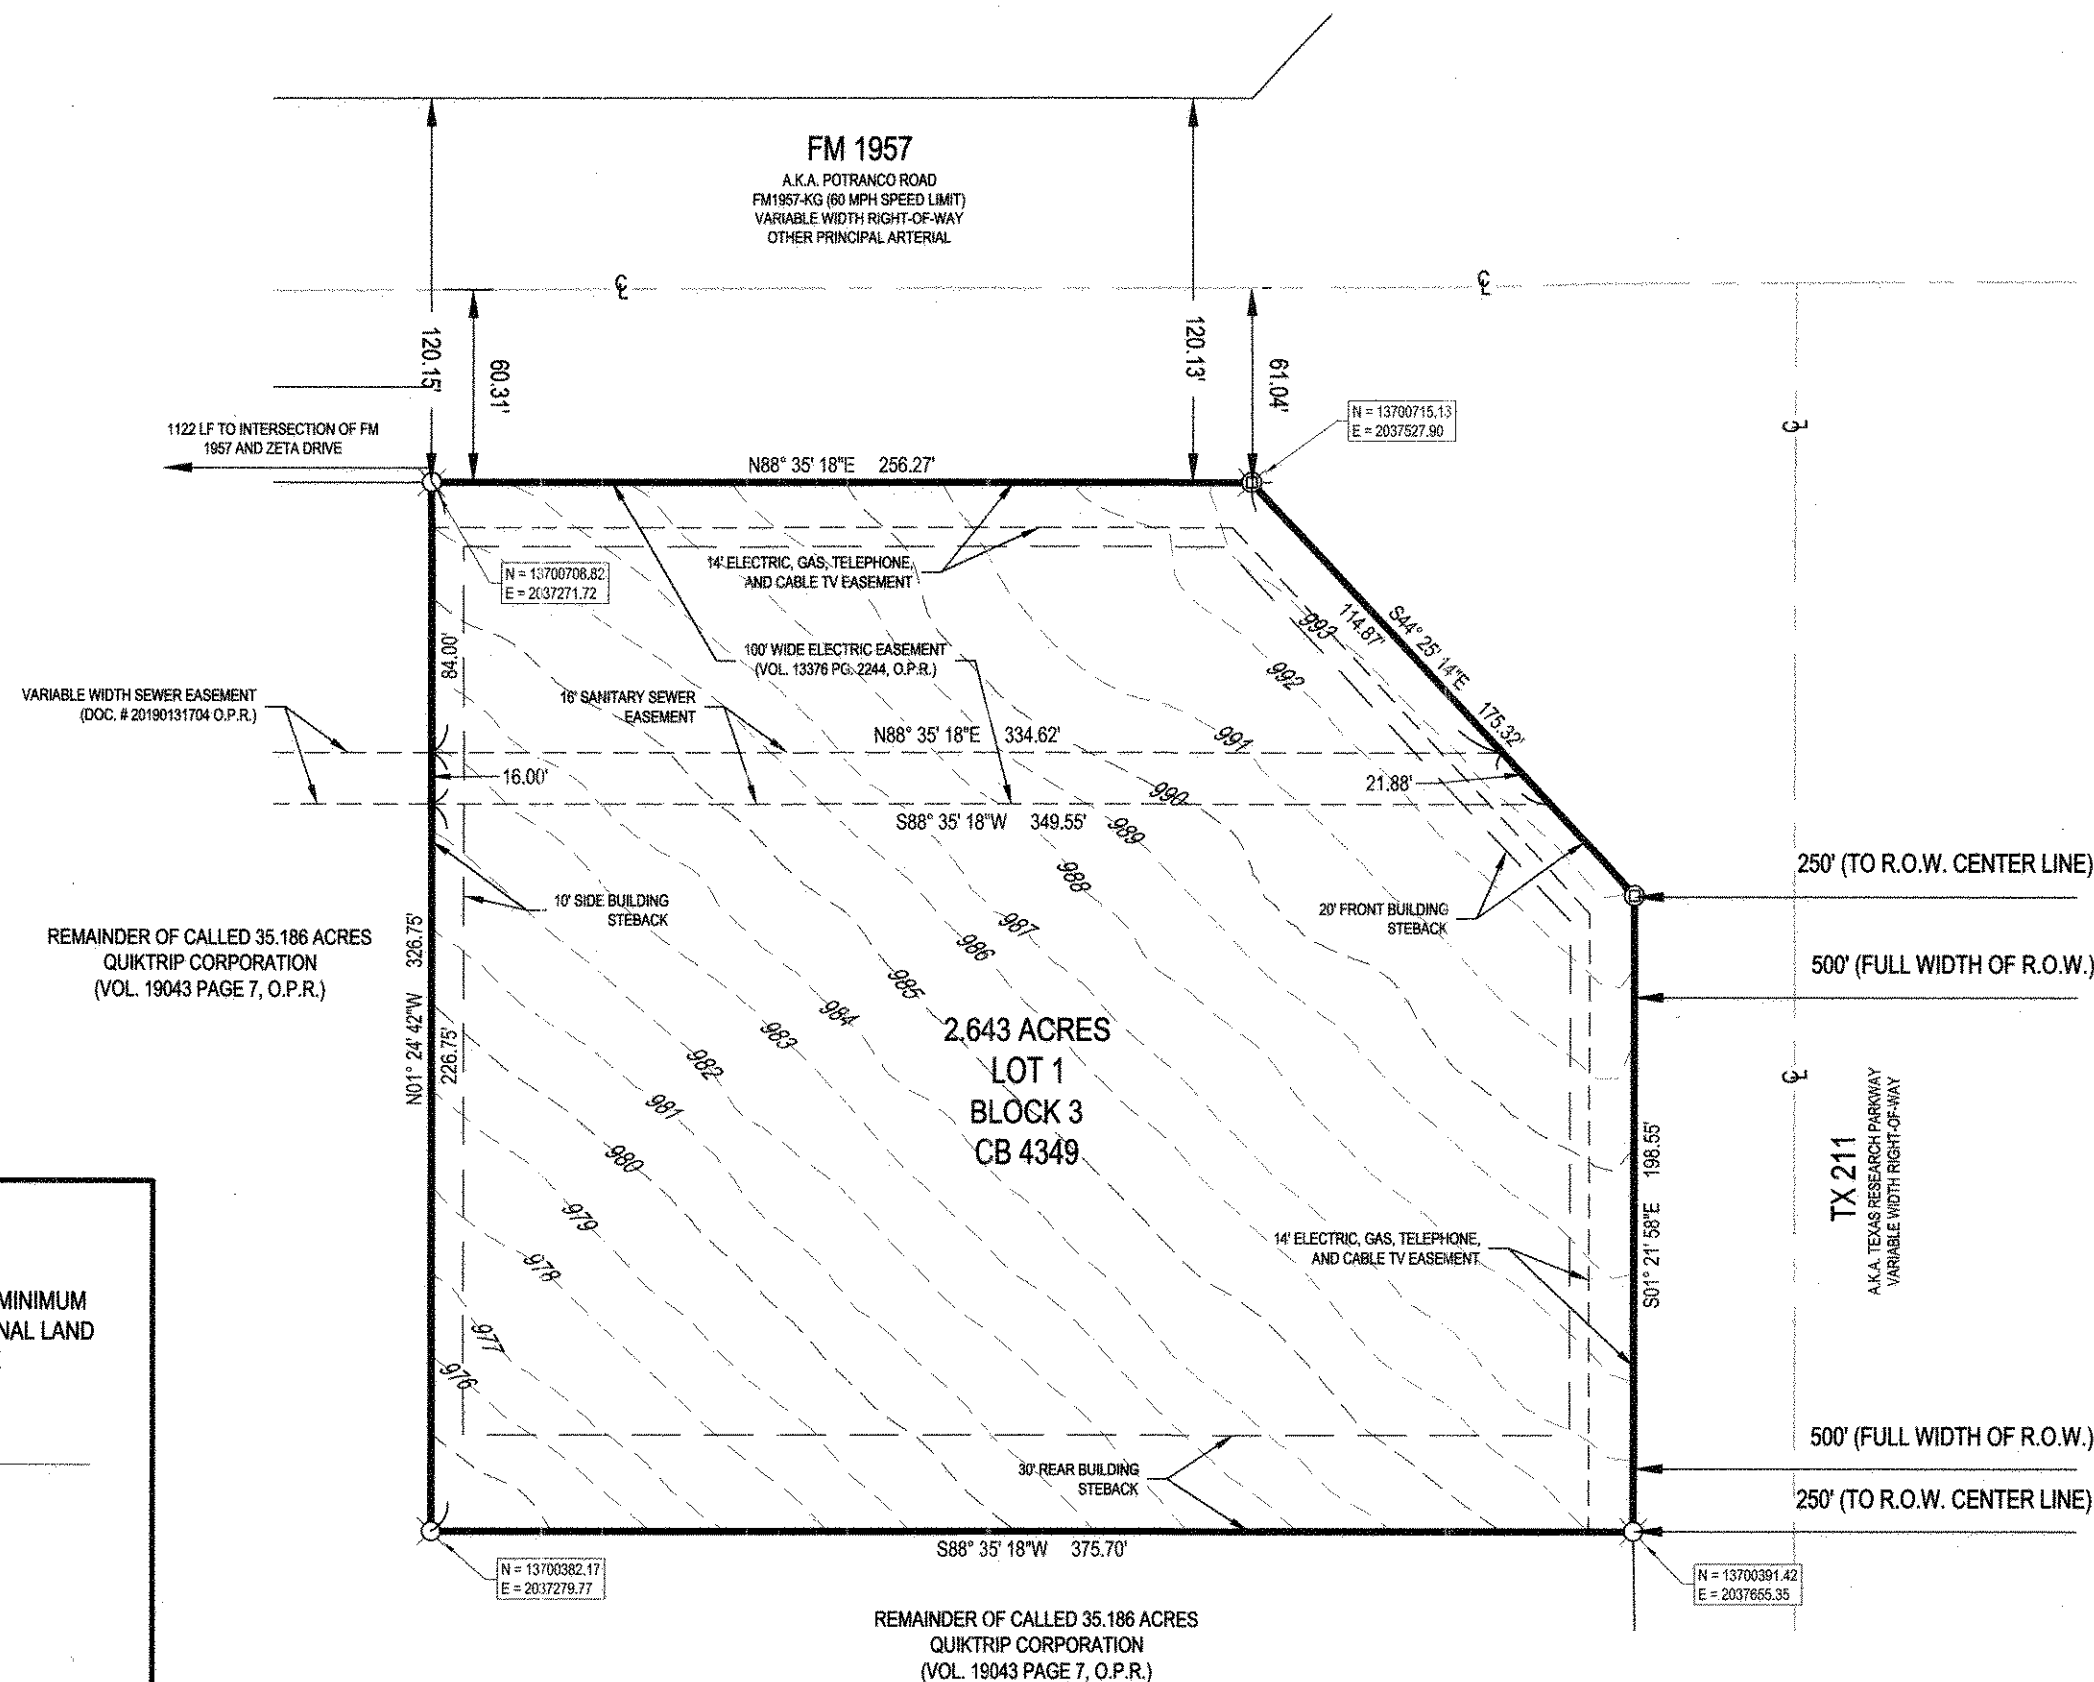 FM 1957
A.K.A. POTRANCO ROAD
FM1957-KG (60 MPH SPEED LIMIT)
VARIABLE WIDTH RIGHT-OF-WAY
OTHER PRINCIPAL ARTERIAL
120.15'
60.31'
120.13'
61.04'
N = 13700715.13
E = 2037527.90
1122 LF TO INTERSECTION OF FM
1957 AND ZETA DRIVE
N88° 35' 18"E 256.27'
14' ELECTRIC, GAS, TELEPHONE,
AND CABLE TV EASEMENT
N = 13700708.82
E = 2037271.72
993
114.87'
S44° 25' 14"E
175.32'
84.00'
100' WIDE ELECTRIC EASEMENT
(VOL. 13376 PG. 2244, O.P.R.)
992
VARIABLE WIDTH SEWER EASEMENT
(DOC. # 20190131704 O.P.R.)
16' SANITARY SEWER
EASEMENT
N88° 35' 18"E 334.62'
991
16.00'
21.88'
990
S88° 35' 18"W 349.55'
989
988
250' (TO R.O.W. CENTER LINE)
10' SIDE BUILDING
STEBACK
20' FRONT BUILDING
STEBACK
987
986
985
984
983
982
981
980
979
978
977
976
REMAINDER OF CALLED 35.186 ACRES
QUIKTRIP CORPORATION
(VOL. 19043 PAGE 7, O.P.R.)
500' (FULL WIDTH OF R.O.W.)
N01° 24' 42"W 326.75'
226.75'
2.643 ACRES
LOT 1
BLOCK 3
CB 4349
S01° 21' 58"E 198.55'
TX 211
A.K.A. TEXAS RESEARCH PARKWAY
VARIABLE WIDTH RIGHT-OF-WAY
14' ELECTRIC, GAS, TELEPHONE,
AND CABLE TV EASEMENT
MINIMUM
NAL LAND
500' (FULL WIDTH OF R.O.W.)
30' REAR BUILDING
STEBACK
250' (TO R.O.W. CENTER LINE)
S88° 35' 18"W 375.70'
N = 13700382.17
E = 2037279.77
N = 13700391.42
E = 2037655.35
REMAINDER OF CALLED 35.186 ACRES
QUIKTRIP CORPORATION
(VOL. 19043 PAGE 7, O.P.R.)